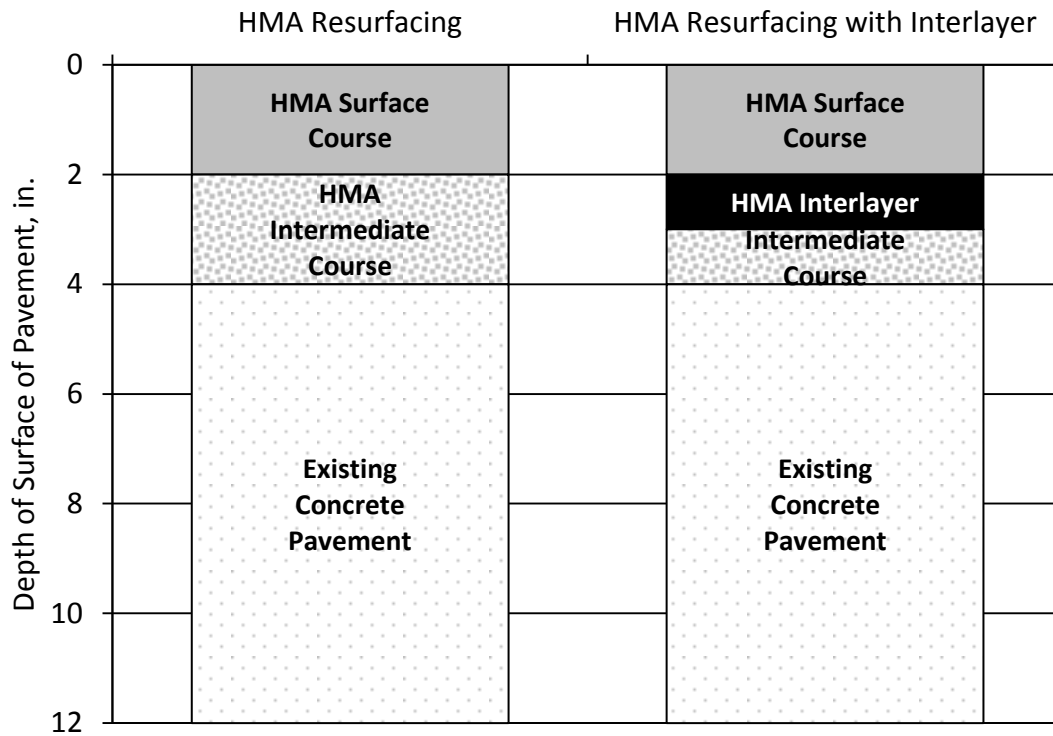 HMA Resurfacing
HMA Resurfacing with Interlayer
Depth of Surface of Pavement, in.
0
2
4
6
8
10
12
HMA Surface
Course
HMA
Intermediate
Course
Existing
Concrete
Pavement
HMA Surface
Course
HMA Interlayer
Intermediate
Course
Existing
Concrete
Pavement